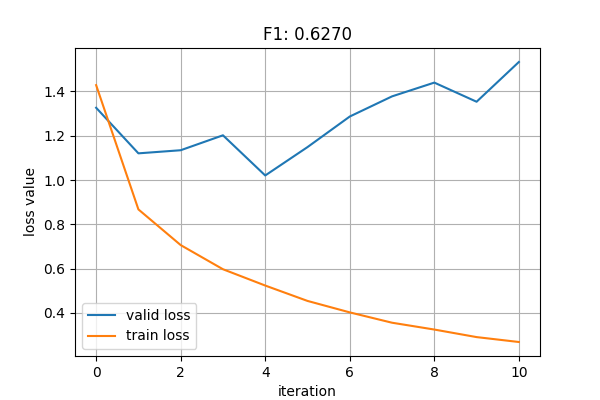 F1: 0.6270
loss value
1.4
1.2
1.0
0.8
0.6
0.4
valid loss
train loss
0 2 4 6 8 10
iteration